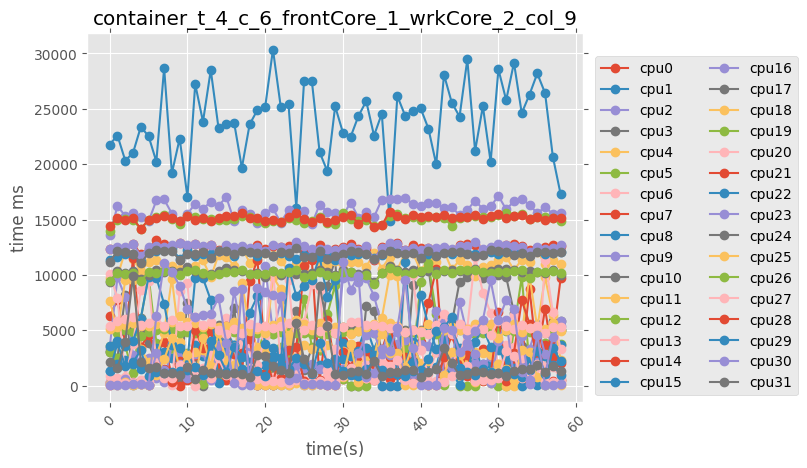 container_t_4_c_6_frontCore_1_wrkCore_2_col_9
time ms
30000
25000
20000
15000
10000
5000
0
0
10
20
30
40
50
60
time(s)
cpu0
cpu1
cpu2
cpu3
cpu4
cpu5
cpu6
cpu7
cpu8
cpu9
cpu10
cpu11
cpu12
cpu13
cpu14
cpu15
cpu16
cpu17
cpu18
cpu19
cpu20
cpu21
cpu22
cpu23
cpu24
cpu25
cpu26
cpu27
cpu28
cpu29
cpu30
cpu31